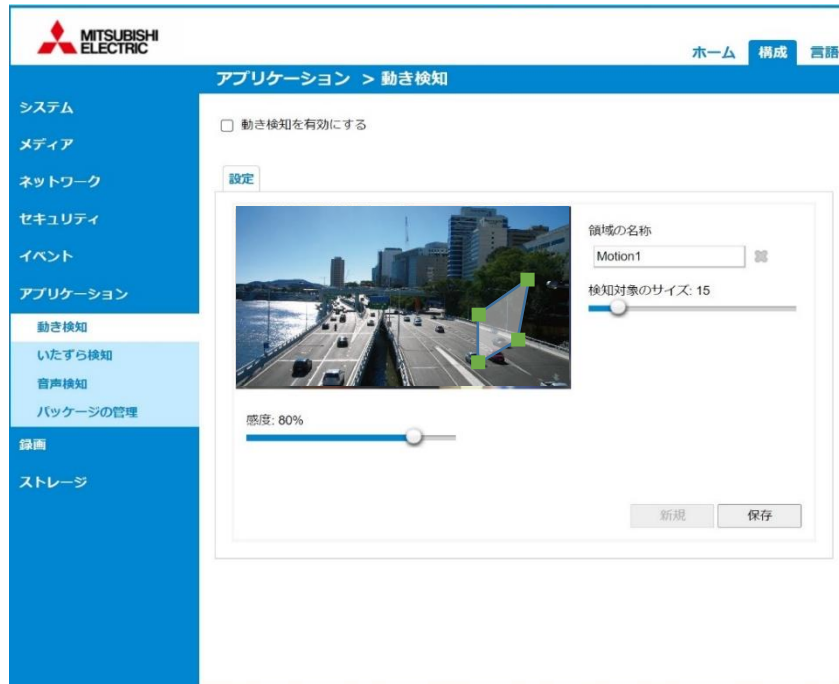 MITSUBISHI
ELECTRIC
ホーム 構成 言語
アプリケーション > 動き検知
システム
メディア
ネットワーク
セキュリティ
イベント
アプリケーション
動き検知
いたずら検知
音声検知
パッケージの管理
録画
ストレージ
動き検知を有効にする
設定
領域の名称
Motion1
検知対象のサイズ: 15
感度: 80%
新規 保存